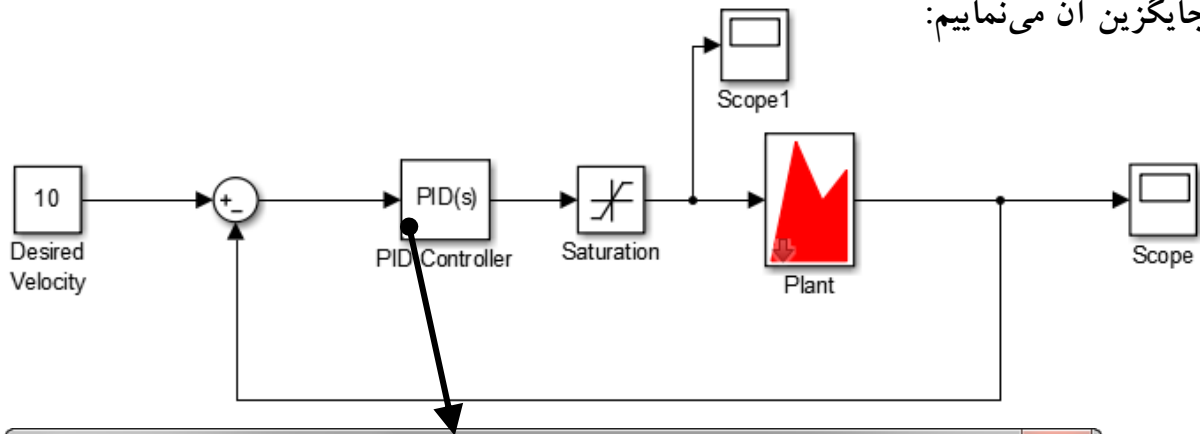 جایگزین آن می‌نماییم:
Scope1
10
+
−
PID(s)
Desired
Velocity
PID Controller
Saturation
Plant
Scope